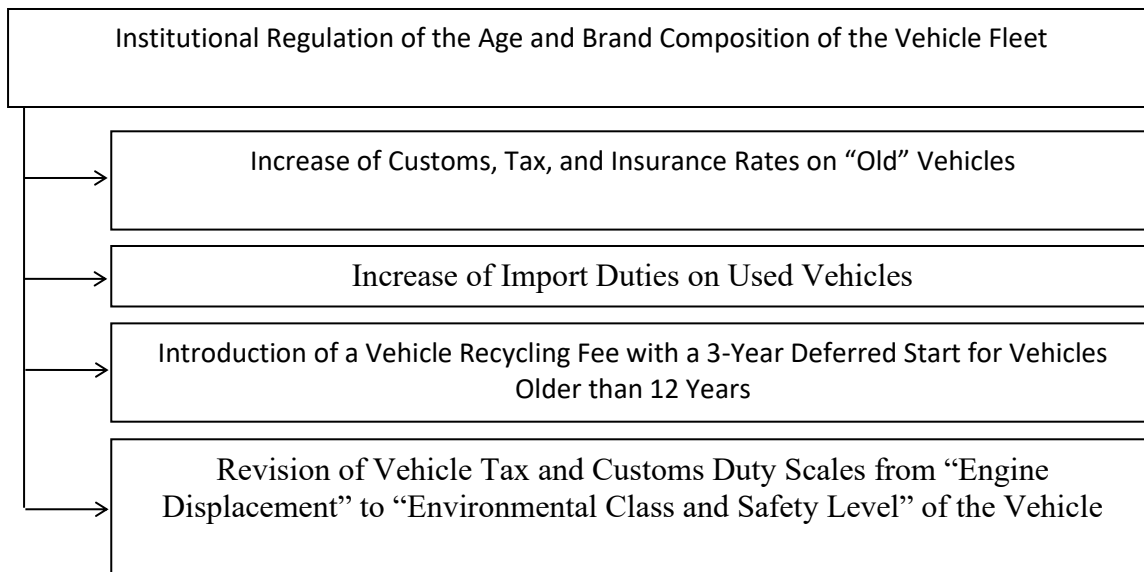 Institutional Regulation of the Age and Brand Composition of the Vehicle Fleet
Increase of Customs, Tax, and Insurance Rates on “Old” Vehicles
Increase of Import Duties on Used Vehicles
Introduction of a Vehicle Recycling Fee with a 3-Year Deferred Start for Vehicles
Older than 12 Years
Revision of Vehicle Tax and Customs Duty Scales from “Engine
Displacement” to “Environmental Class and Safety Level” of the Vehicle